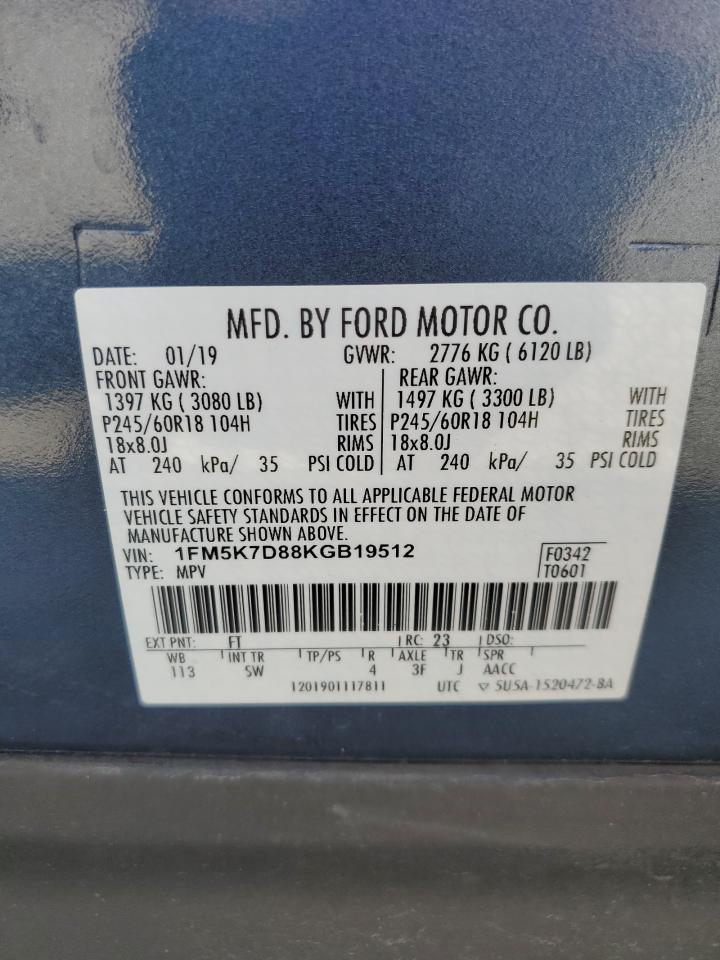 MFD. BY FORD MOTOR CO.
DATE: 01/19 GVWR: 2776 KG ( 6120 LB)
FRONT GAWR: REAR GAWR:
1397 KG ( 3080 LB) WITH 1497 KG ( 3300 LB) WITH
P245/60R18 104H TIRES P245/60R18 104H TIRES
18x8.0J RIMS 18x8.0J RIMS
AT 240 kPa/ 35 PSI COLD AT 240 kPa/ 35 PSI COLD
THIS VEHICLE CONFORMS TO ALL APPLICABLE FEDERAL MOTOR
VEHICLE SAFETY STANDARDS IN EFFECT ON THE DATE OF
MANUFACTURE SHOWN ABOVE.
VIN: 1FM5K7D88KGB19512 F0342
TYPE: MPV T0601
EXT PNT: FT RC: 23 DSO:
WB INT TR TP/PS R AXLE TR SPR
113 SW 4 3F J AACC
1201901117811 UTC ▽ 5U5A-1520472-BA